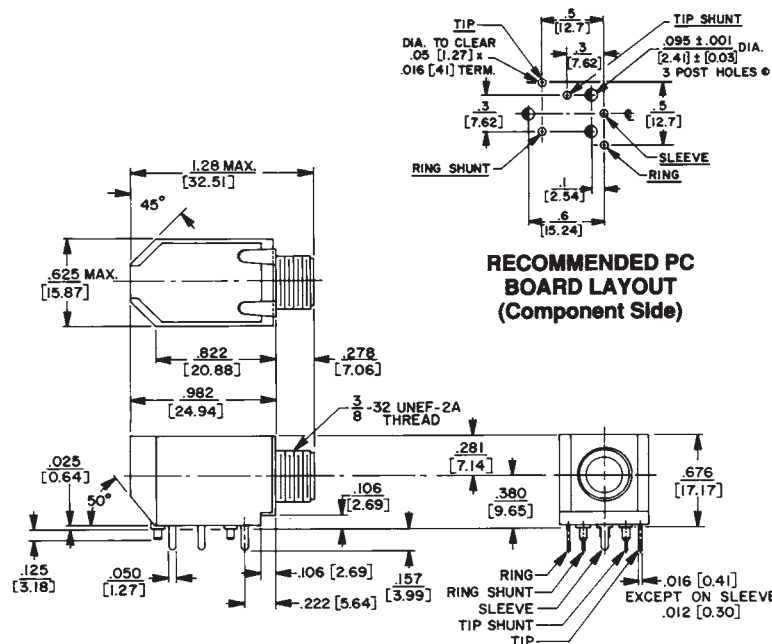 TIP
.5
[12.7]
TIP SHUNT
DIA. TO CLEAR
.05 [1.27] x
.016 [41] TERM.
.3
[7.62]
.095 ±.001 DIA.
[2.41] ± [0.03]
3 POST HOLES
.3
[7.62]
.5
[12.7]
SLEEVE
RING SHUNT
RING
.1
[2.54]
.6
[15.24]
RECOMMENDED PC
BOARD LAYOUT
(Component Side)
1.28 MAX.
[32.51]
45°
.625 MAX.
[15.87]
.822
[20.88]
.278
[7.06]
.982
[24.94]
3/8 -32 UNEF-2A
THREAD
.025
[0.64]
50°
.281
[7.14]
.106
[2.69]
.380
[9.65]
.676
[17.17]
.125
[3.18]
.050
[1.27]
.106 [2.69]
.157
[3.99]
.222 [5.64]
RING
RING SHUNT
SLEEVE
TIP SHUNT
TIP
.016 [0.41]
EXCEPT ON SLEEVE
.012 [0.30]